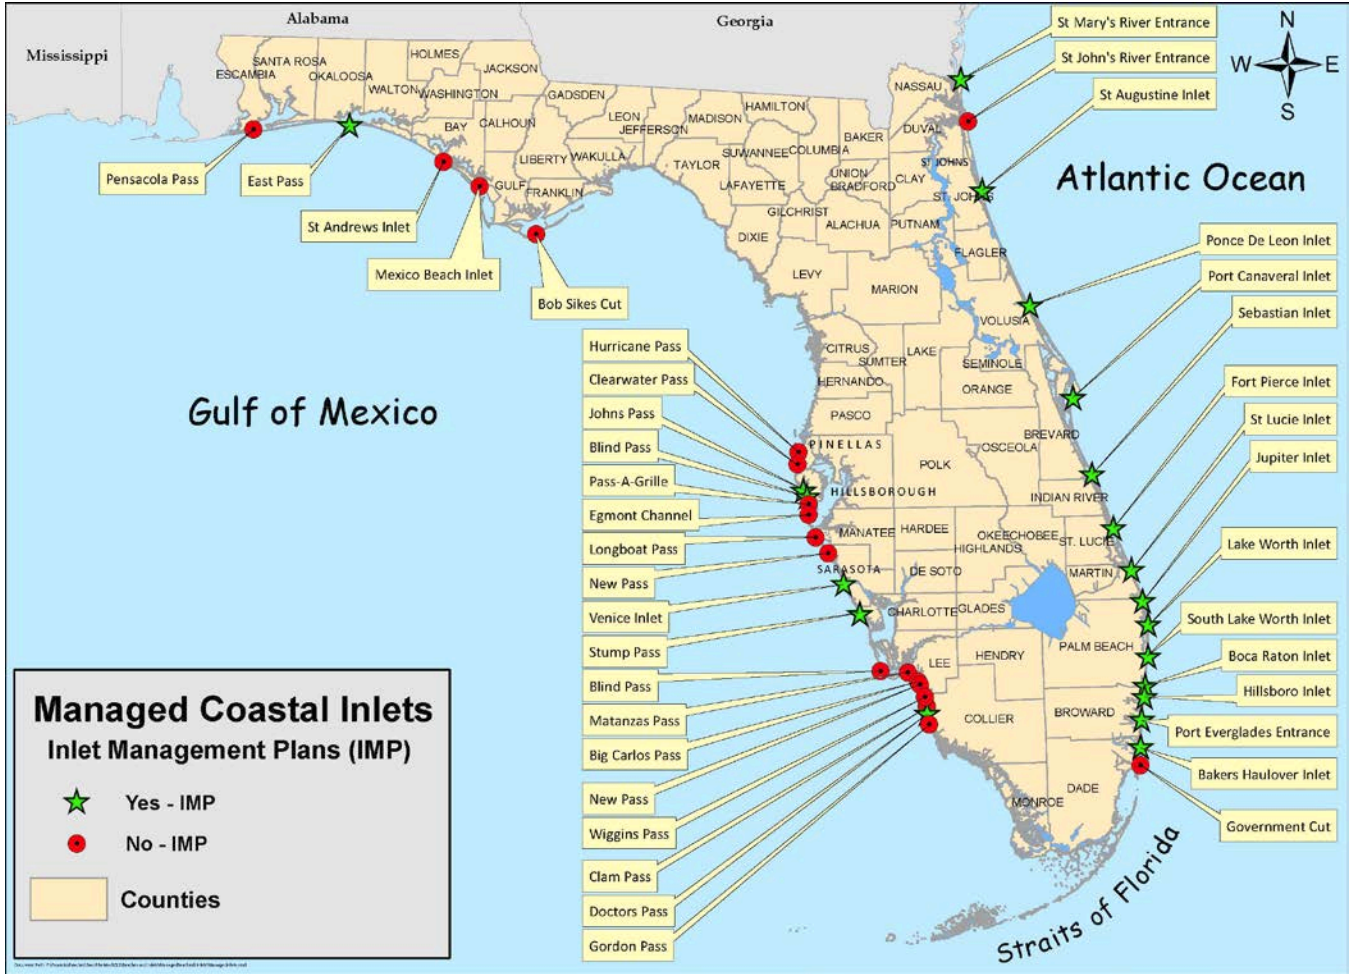 Alabama
Georgia
Mississippi
N
W E
S
St Mary's River Entrance
St John's River Entrance
St Augustine Inlet
Atlantic Ocean
Ponce De Leon Inlet
Port Canaveral Inlet
Sebastian Inlet
Fort Pierce Inlet
St Lucie Inlet
Jupiter Inlet
Lake Worth Inlet
South Lake Worth Inlet
Boca Raton Inlet
Hillsboro Inlet
Port Everglades Entrance
Bakers Haulover Inlet
Government Cut
Straits of Florida
Pensacola Pass
East Pass
St Andrews Inlet
Mexico Beach Inlet
Bob Sikes Cut
Gulf of Mexico
Hurricane Pass
Clearwater Pass
Johns Pass
Blind Pass
Pass-A-Grille
Egmont Channel
Longboat Pass
New Pass
Venice Inlet
Stump Pass
Blind Pass
Matanzas Pass
Big Carlos Pass
New Pass
Wiggins Pass
Clam Pass
Doctors Pass
Gordon Pass
ESCAMBIA
SANTA ROSA
OKALOOSA
WALTON
HOLMES
WASHINGTON
JACKSON
BAY
CALHOUN
GULF
GADSDEN
LIBERTY
FRANKLIN
LEON
WAKULLA
JEFFERSON
MADISON
TAYLOR
HAMILTON
SUWANNEE
LAFAYETTE
DIXIE
COLUMBIA
GILCHRIST
BAKER
UNION
BRADFORD
ALACHUA
LEVY
NASSAU
DUVAL
CLAY
ST JOHNS
ST. JOHNS
PUTNAM
FLAGLER
MARION
VOLUSIA
CITRUS
SUMTER
LAKE
SEMINOLE
HERNANDO
ORANGE
PASCO
BREVARD
OSCEOLA
PINELLAS
POLK
HILLSBOROUGH
INDIAN RIVER
MANATEE
HARDEE
OKEECHOBEE
HIGHLANDS
ST. LUCIE
SARASOTA
DE SOTO
MARTIN
CHARLOTTE
GLADES
PALM BEACH
LEE
HENDRY
COLLIER
BROWARD
DADE
MONROE
Managed Coastal Inlets
Inlet Management Plans (IMP)
Yes - IMP
No - IMP
Counties